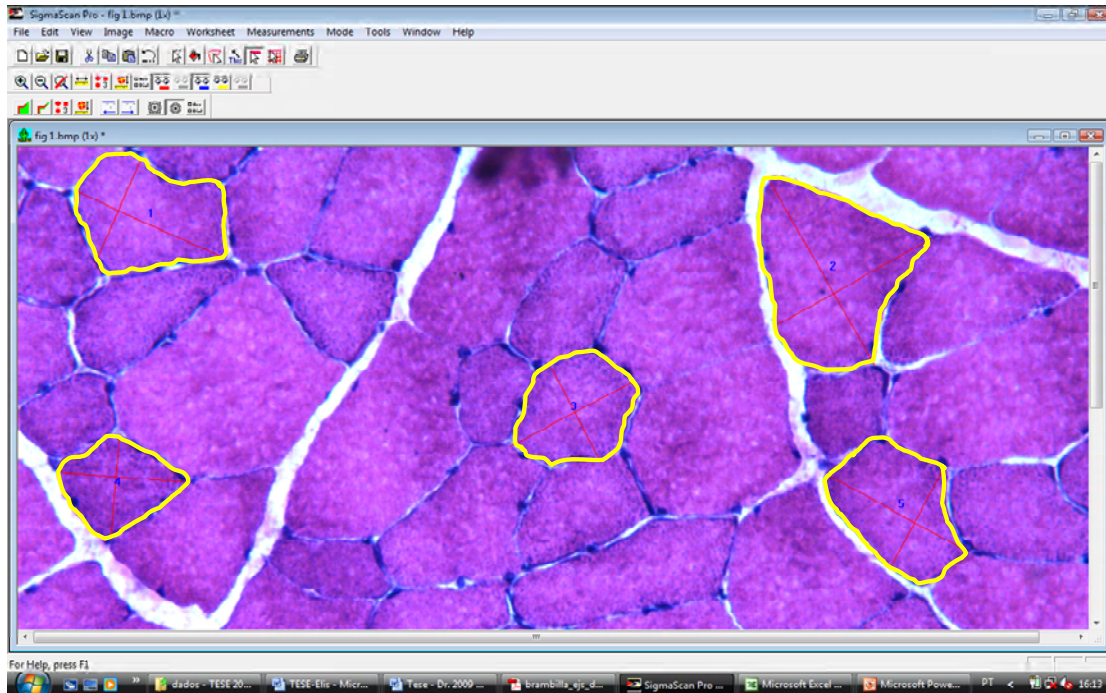 SigmaScan Pro - fig 1.bmp (1x) *
File Edit View Image Macro Worksheet Measurements Mode Tools Window Help
fig 1.bmp (1x) *
1
2
3
4
5
For Help, press F1
dados - TESE 20... TESE-Elis - Micr... Tese - Dr. 2009 ... brambilla_ejs_d... SigmaScan Pro ... Microsoft Excel ... Microsoft Powe... PT 16:13